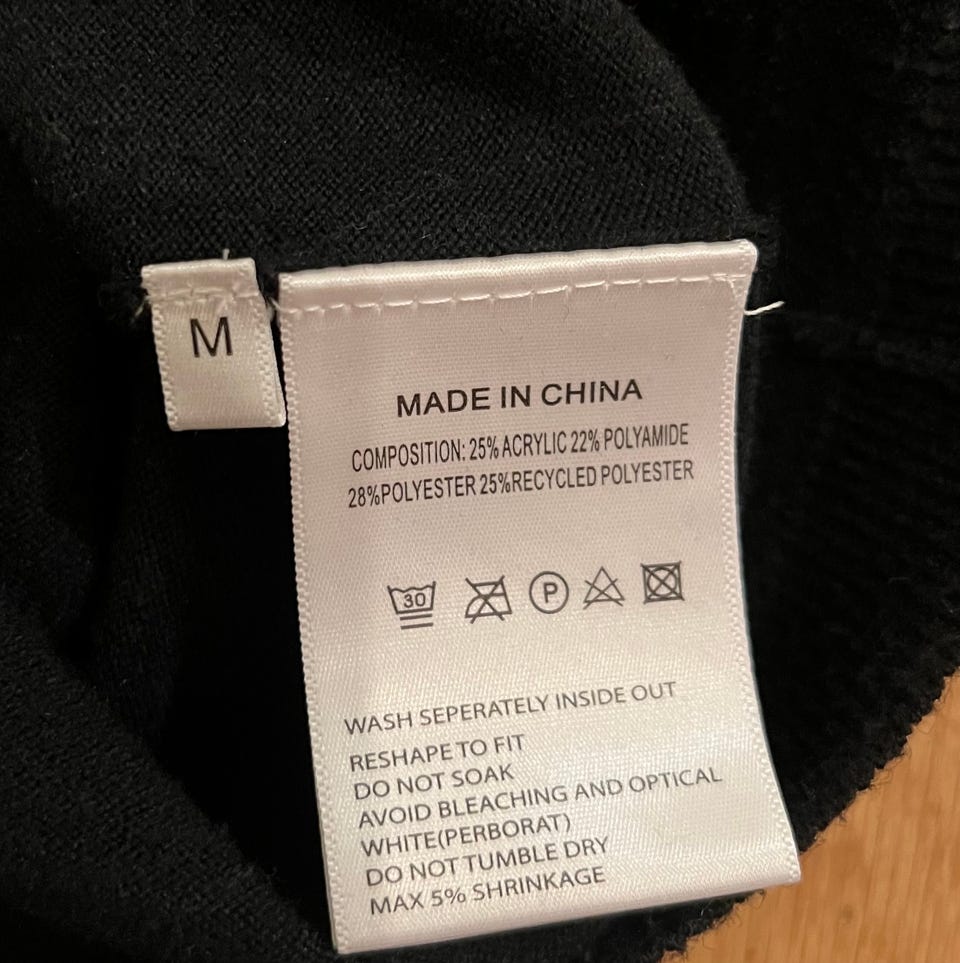 M
MADE IN CHINA
COMPOSITION: 25% ACRYLIC 22% POLYAMIDE
28%POLYESTER 25%RECYCLED POLYESTER
30 P
WASH SEPERATELY INSIDE OUT
RESHAPE TO FIT
DO NOT SOAK
AVOID BLEACHING AND OPTICAL
WHITE(PERBORAT)
DO NOT TUMBLE DRY
MAX 5% SHRINKAGE